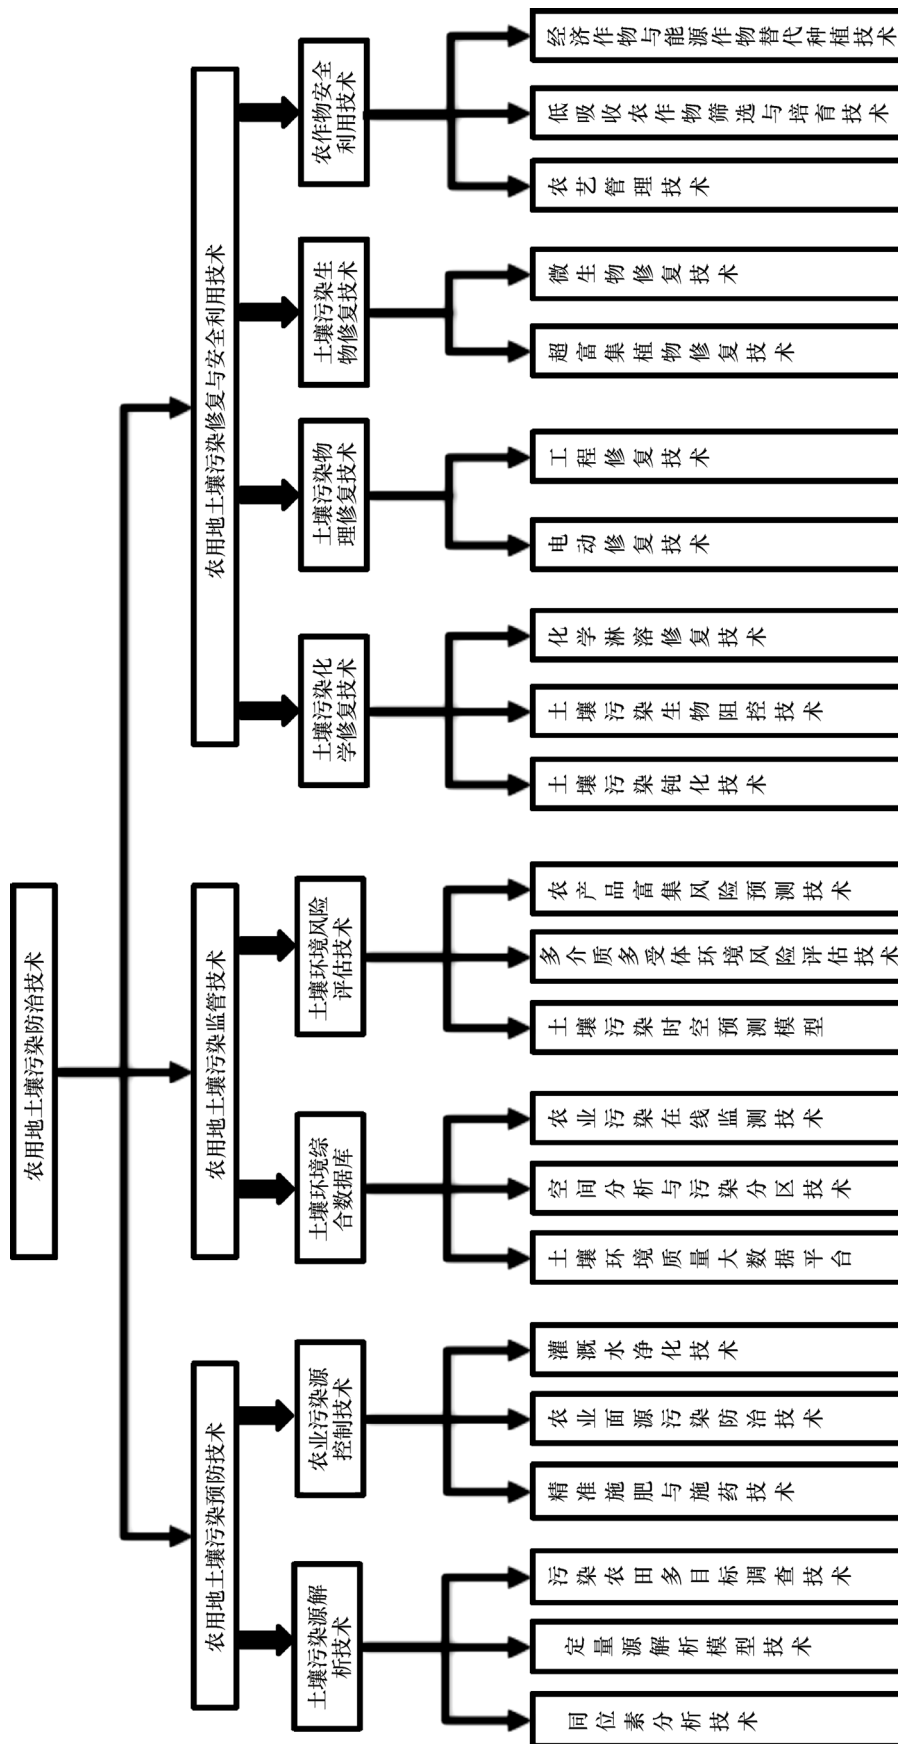 农用地土壤污染防治技术
农用地土壤污染预防技术
农用地土壤污染监管技术
农用地土壤污染修复与安全利用技术
土壤污染源解
析技术
农业污染源
控制技术
土壤环境综
合数据库
土壤环境风险
评估技术
土壤污染化
学修复技术
土壤污染物
理修复技术
土壤污染生
物修复技术
农作物安全
利用技术
同位素分析技术
定量源解析模型技术
污染农田多目标调查技术
精准施肥与施药技术
农业面源污染防治技术
灌溉水净化技术
土壤环境质量大数据平台
空间分析与污染分区技术
农业污染在线监测技术
土壤污染时空预测模型
多介质多受体环境风险评估技术
农产品富集风险预测技术
土壤污染钝化技术
土壤污染生物阻控技术
化学淋溶修复技术
电动修复技术
工程修复技术
超富集植物修复技术
微生物修复技术
农艺管理技术
低吸收农作物筛选与培育技术
经济作物与能源作物替代种植技术